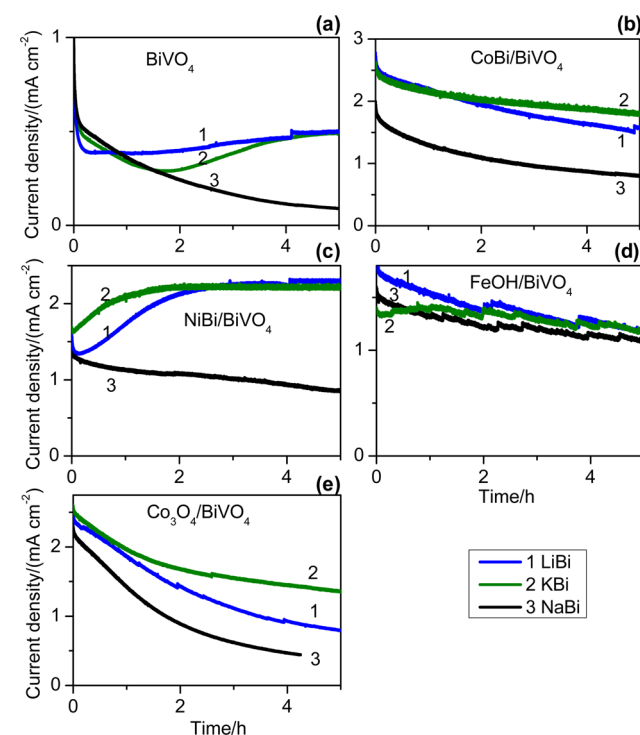 (a)
BiVO4
1
2
3
1
0
0 2 4
Current density/(mA cm-2)
(b)
CoBi/BiVO4
2
1
3
3
2
1
0
0 2 4
(c)
2
1
NiBi/BiVO4
3
2
1
0
0 2 4
Current density/(mA cm-2)
(d)
1
3
FeOH/BiVO4
2
2
1
0
0 2 4
Time/h
(e)
Co3O4/BiVO4
2
1
3
2
1
0
0 2 4
Current density/(mA cm-2)
Time/h
1 LiBi
2 KBi
3 NaBi